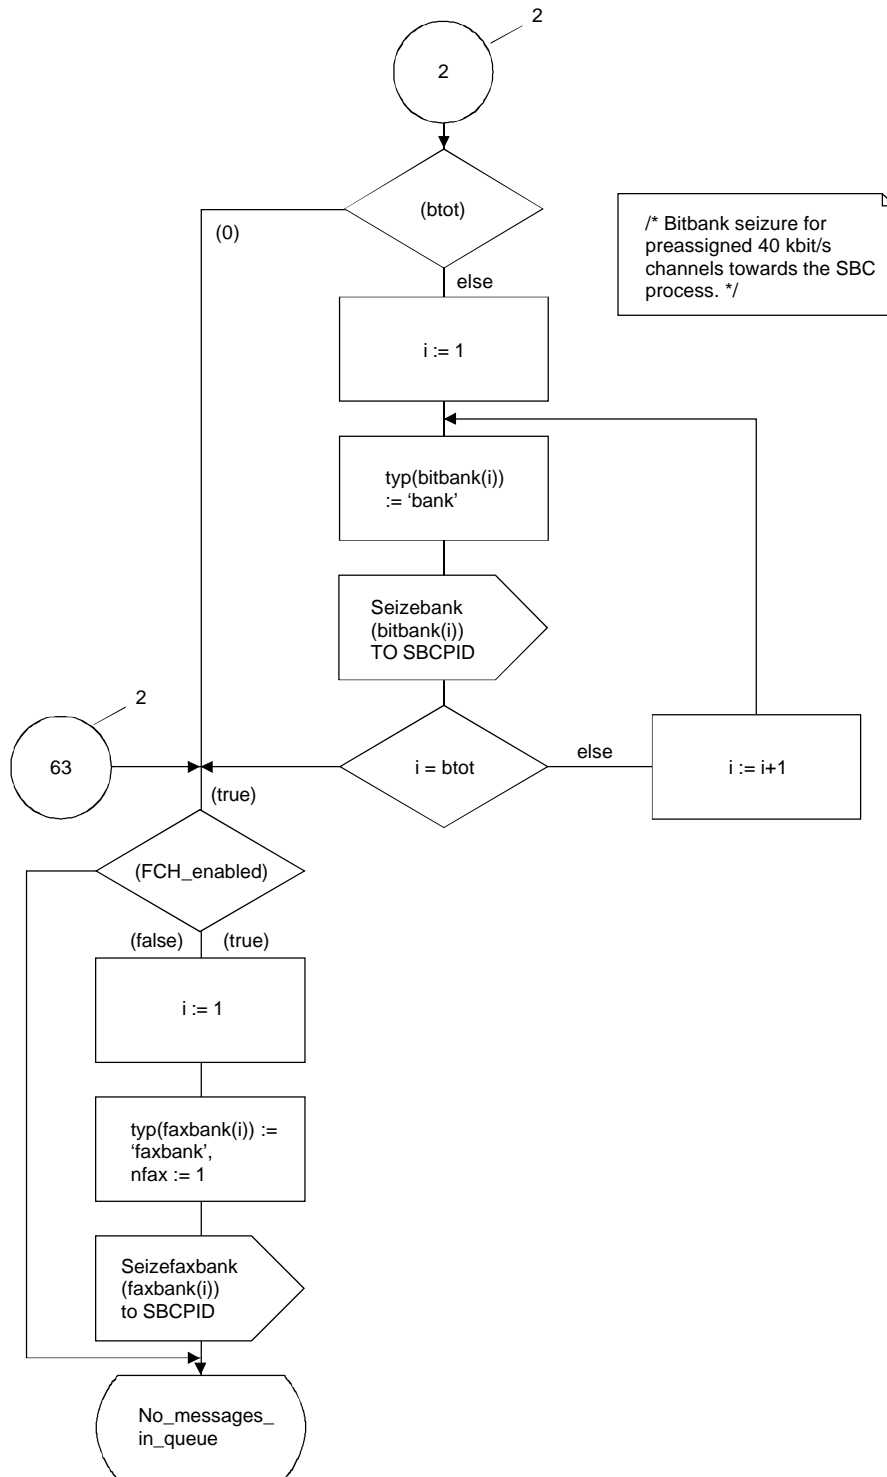 2
2
(btot)
(0)
/* Bitbank seizure for
preassigned 40 kbit/s
channels towards the SBC
process. */
else
i := 1
typ(bitbank(i))
:= ‘bank’
Seizebank
(bitbank(i))
TO SBCPID
2
63
i = btot
else
i := i+1
(true)
(FCH_enabled)
(false)
(true)
i := 1
typ(faxbank(i)) :=
‘faxbank’,
nfax := 1
Seizefaxbank
(faxbank(i))
to SBCPID
No_messages_
in_queue